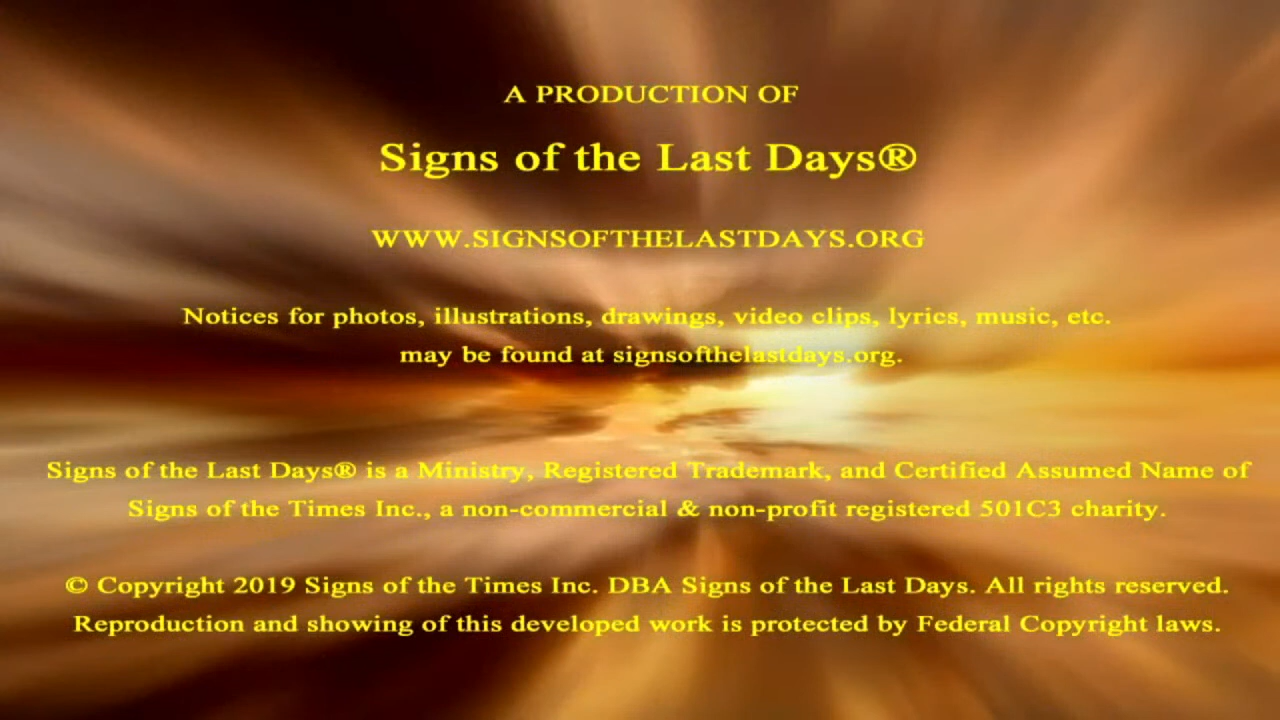 A PRODUCTION OF
Signs of the Last Days®
WWW.SIGNSOFTHELASTDAYS.ORG
Notices for photos, illustrations, drawings, video clips, lyrics, music, etc.
may be found at signsofthelastdays.org.
Signs of the Last Days® is a Ministry, Registered Trademark, and Certified Assumed Name of
Signs of the Times Inc., a non-commercial & non-profit registered 501C3 charity.
© Copyright 2019 Signs of the Times Inc. DBA Signs of the Last Days. All rights reserved.
Reproduction and showing of this developed work is protected by Federal Copyright laws.